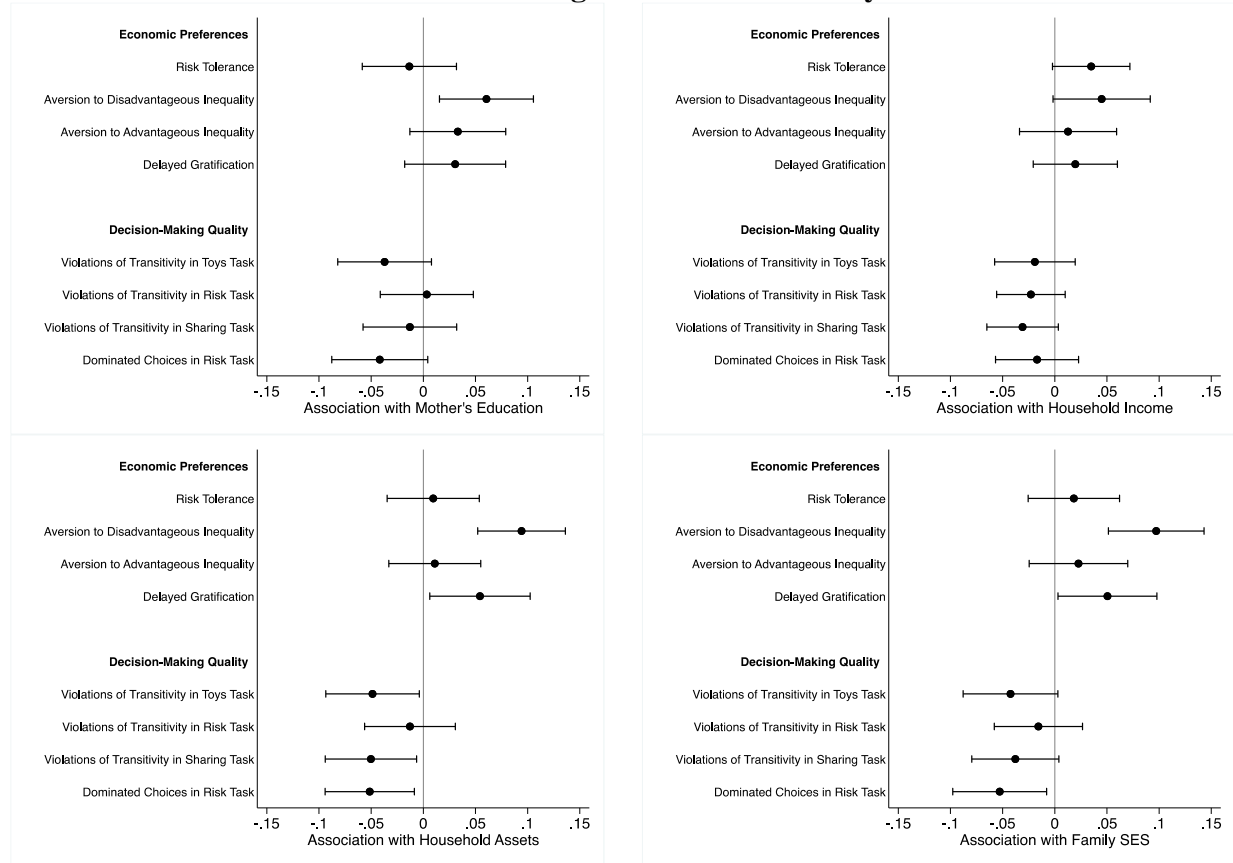 Economic Preferences
Risk Tolerance
Aversion to Disadvantageous Inequality
Aversion to Advantageous Inequality
Delayed Gratification
Decision-Making Quality
Violations of Transitivity in Toys Task
Violations of Transitivity in Risk Task
Violations of Transitivity in Sharing Task
Dominated Choices in Risk Task
-.15 -.1 -.05 0 .05 .1 .15
Association with Mother's Education
Economic Preferences
Risk Tolerance
Aversion to Disadvantageous Inequality
Aversion to Advantageous Inequality
Delayed Gratification
Decision-Making Quality
Violations of Transitivity in Toys Task
Violations of Transitivity in Risk Task
Violations of Transitivity in Sharing Task
Dominated Choices in Risk Task
-.15 -.1 -.05 0 .05 .1 .15
Association with Household Income
Economic Preferences
Risk Tolerance
Aversion to Disadvantageous Inequality
Aversion to Advantageous Inequality
Delayed Gratification
Decision-Making Quality
Violations of Transitivity in Toys Task
Violations of Transitivity in Risk Task
Violations of Transitivity in Sharing Task
Dominated Choices in Risk Task
-.15 -.1 -.05 0 .05 .1 .15
Association with Household Assets
Economic Preferences
Risk Tolerance
Aversion to Disadvantageous Inequality
Aversion to Advantageous Inequality
Delayed Gratification
Decision-Making Quality
Violations of Transitivity in Toys Task
Violations of Transitivity in Risk Task
Violations of Transitivity in Sharing Task
Dominated Choices in Risk Task
-.15 -.1 -.05 0 .05 .1 .15
Association with Family SES